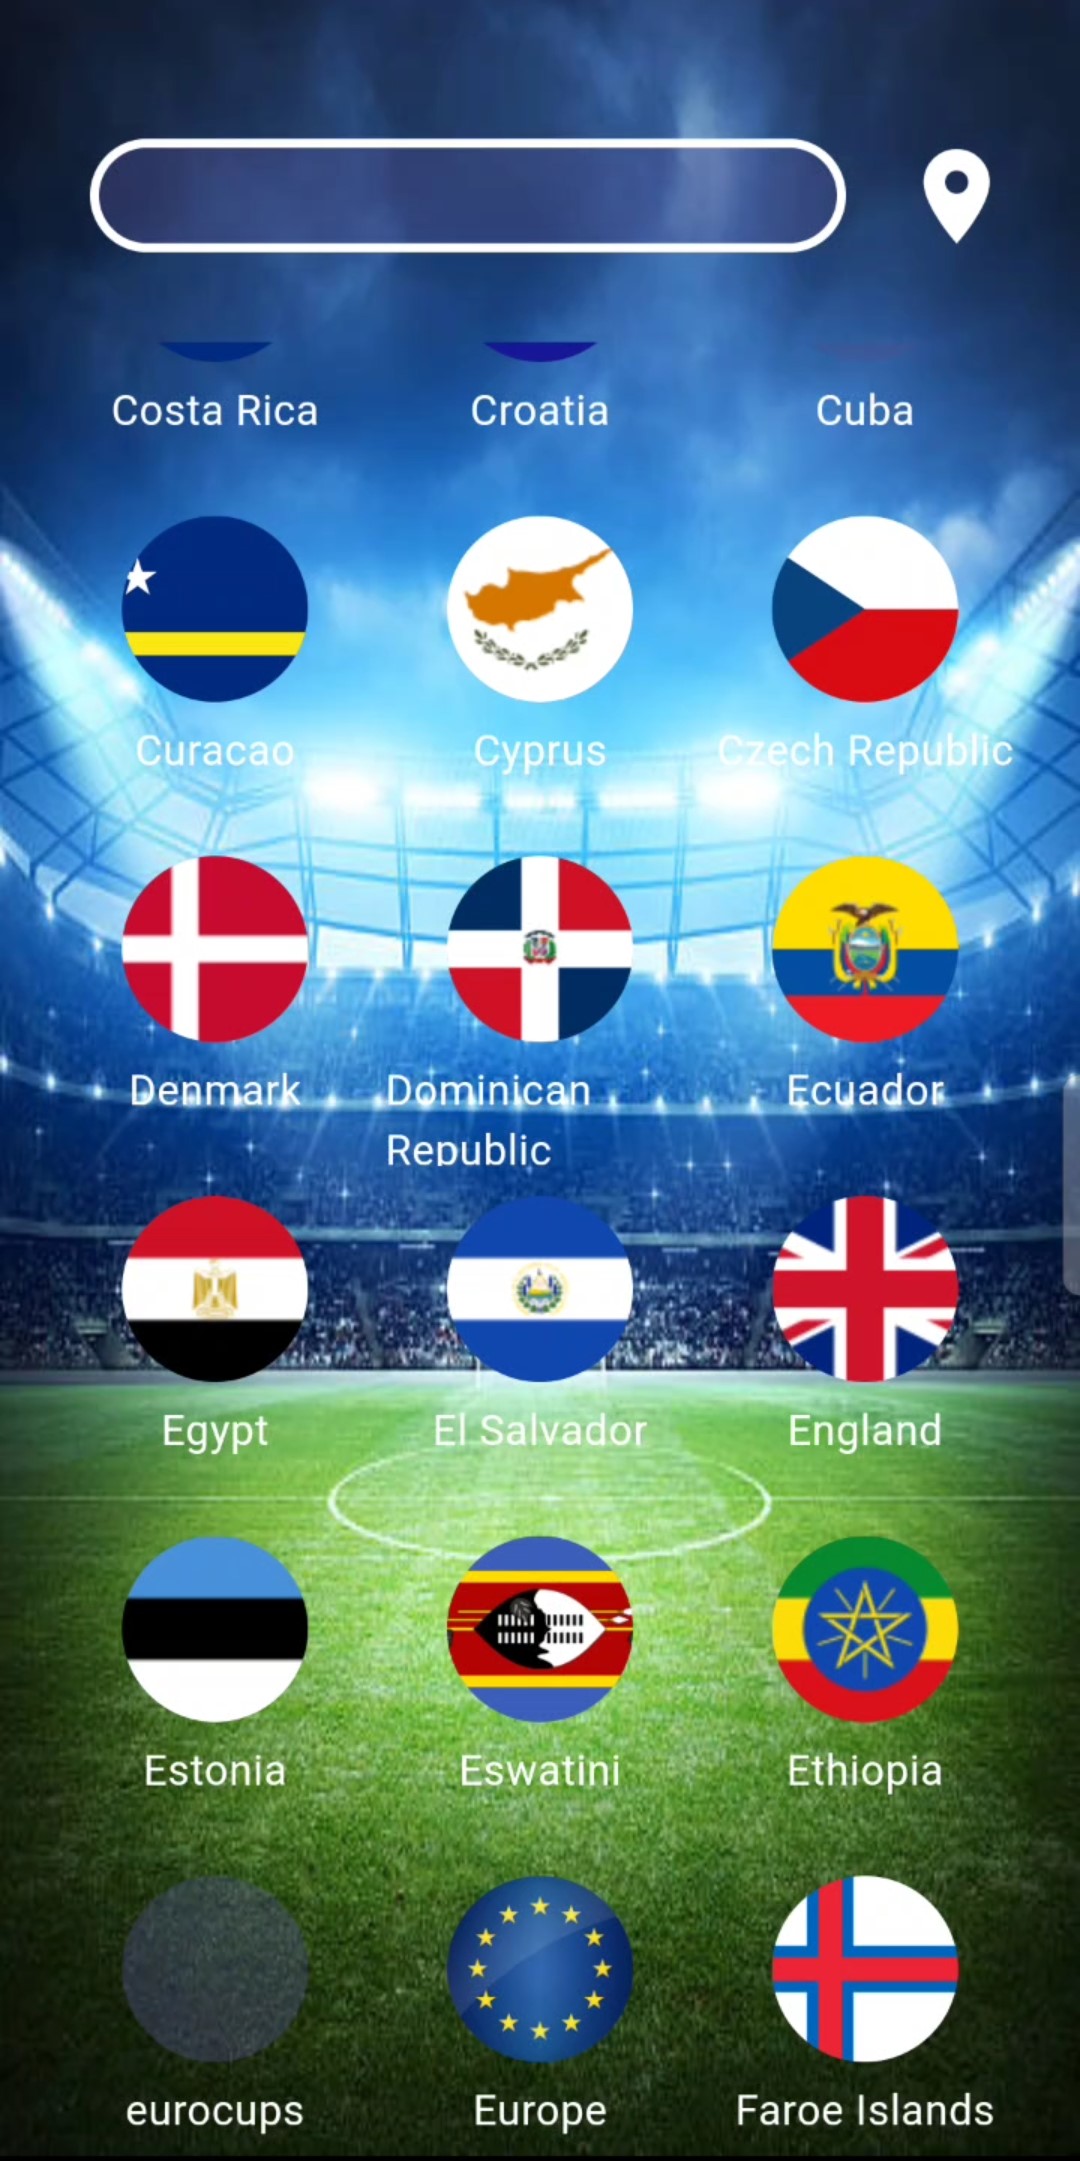 Costa Rica
Croatia
Cuba
Curacao
Cyprus
Czech Republic
Denmark
Dominican
Republic
Ecuador
Egypt
El Salvador
England
Estonia
Eswatini
Ethiopia
eurocups
Europe
Faroe Islands